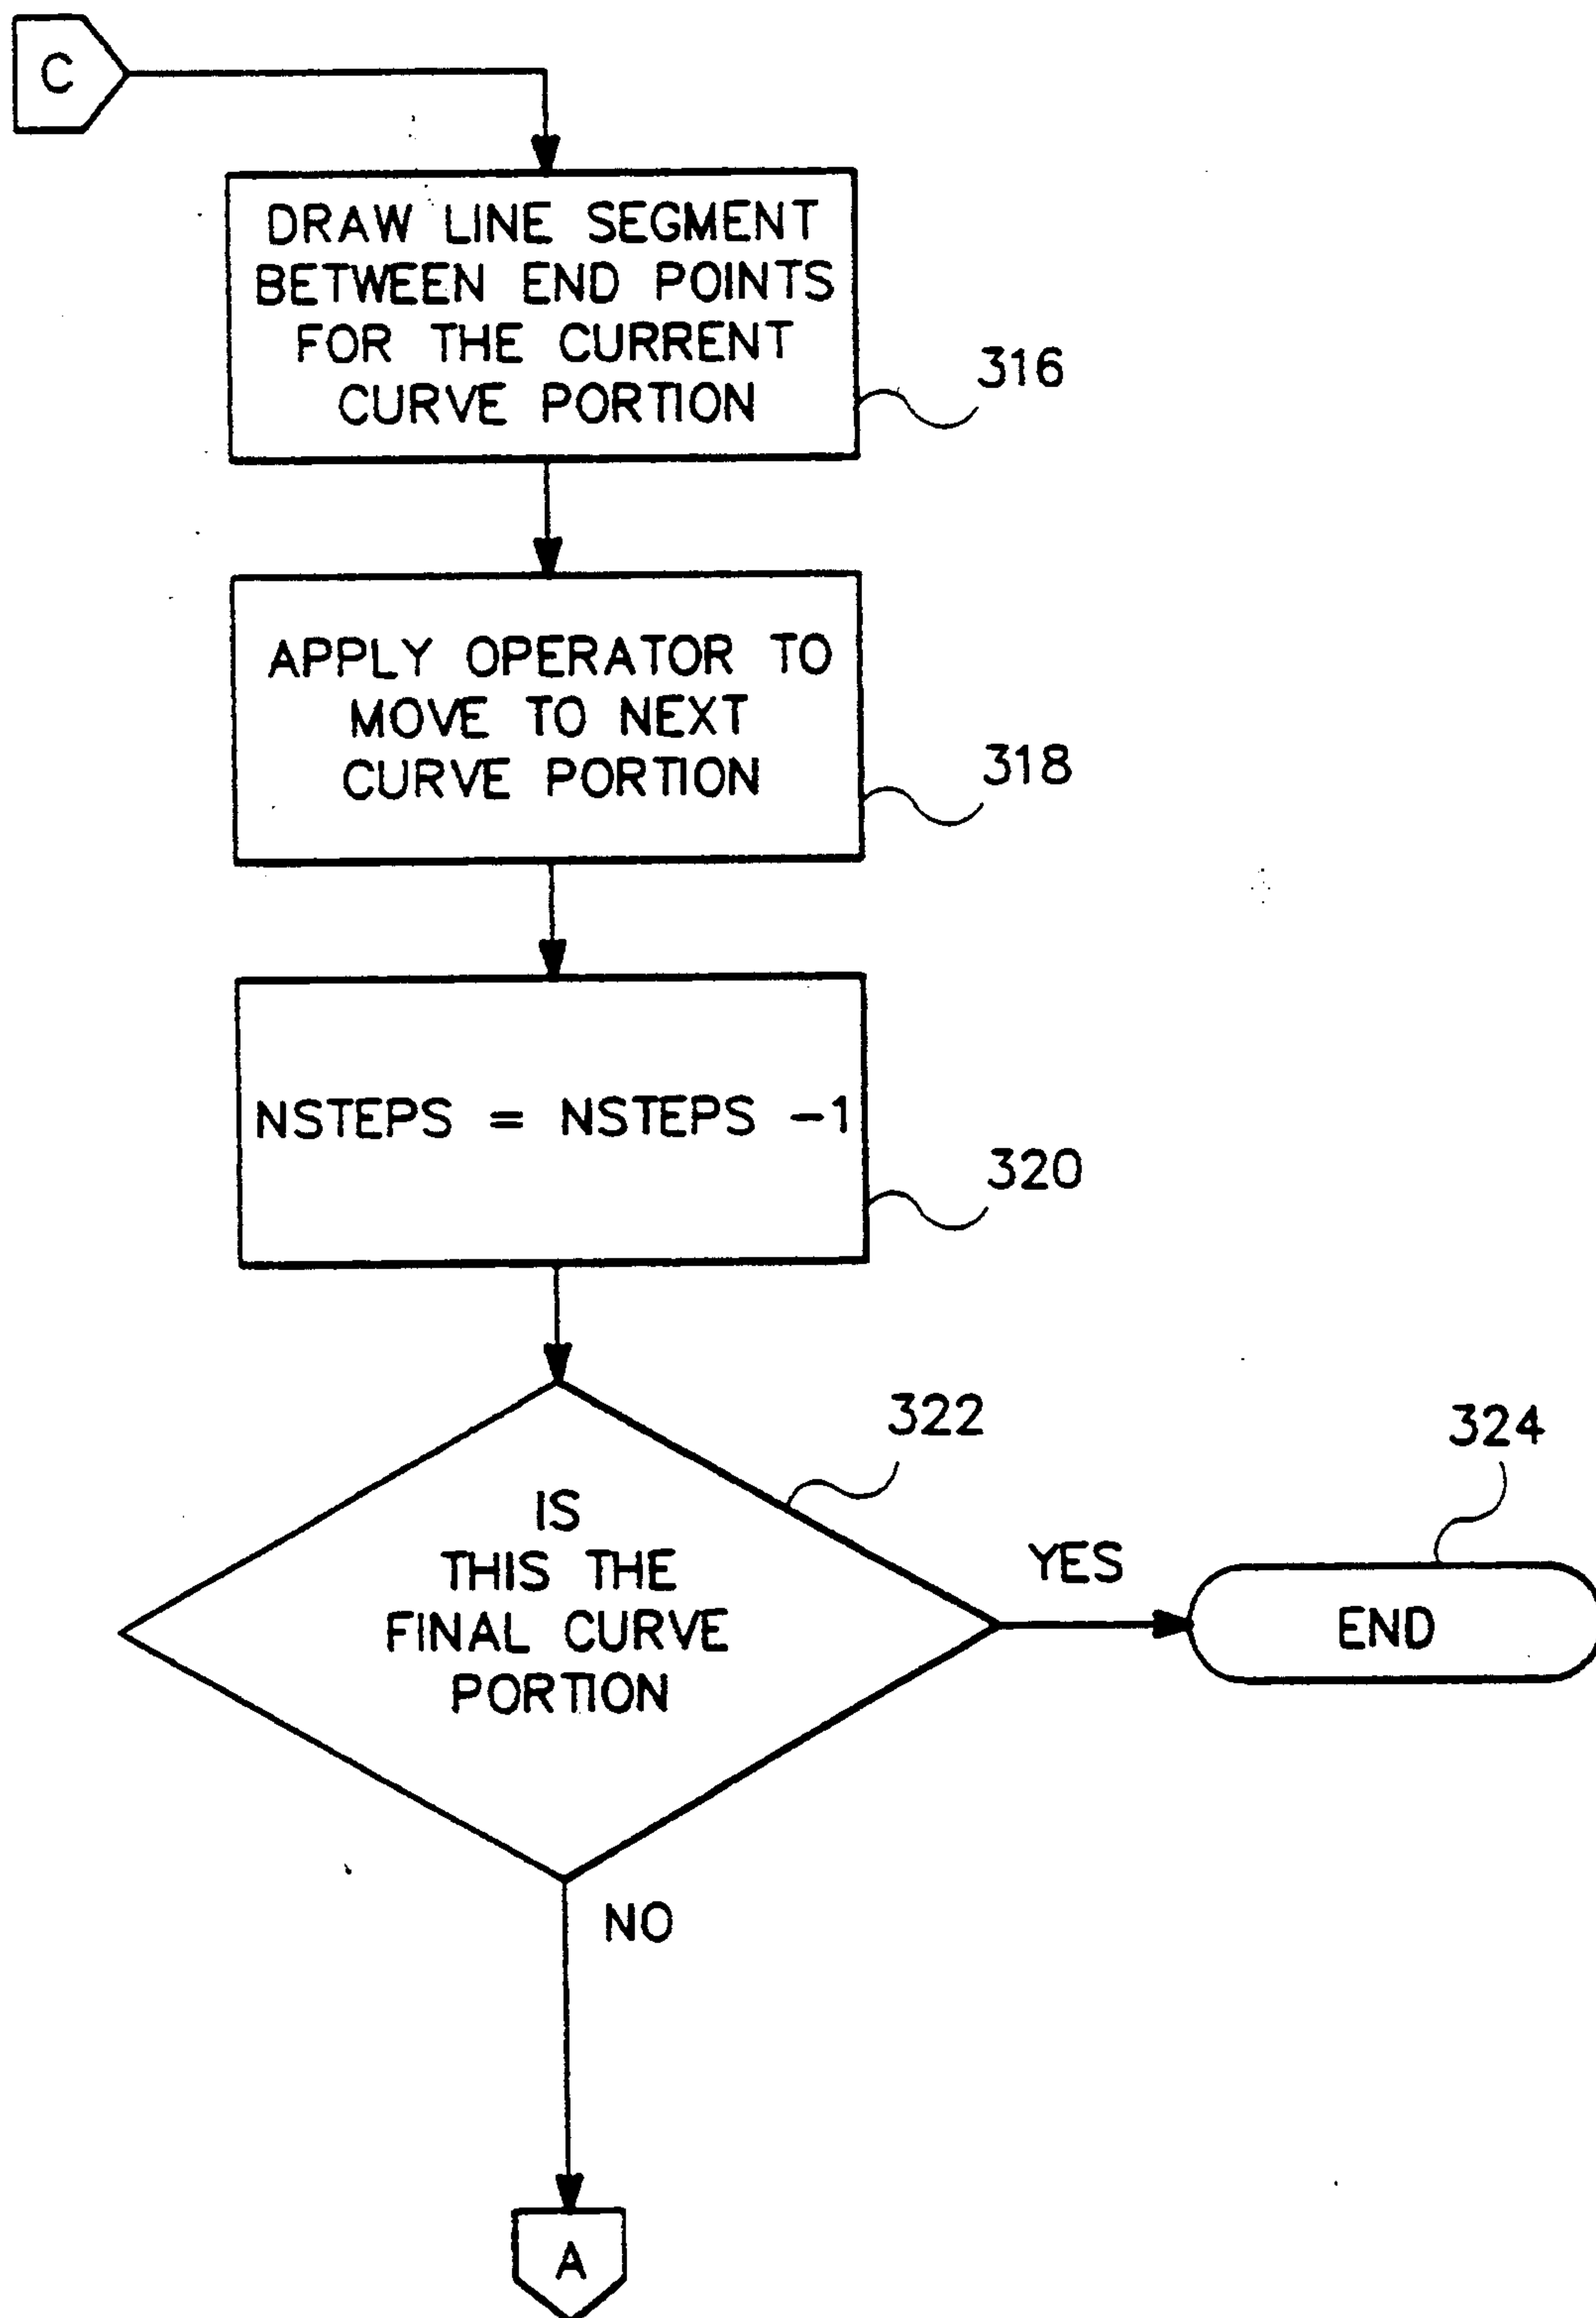 C
DRAW LINE SEGMENT
BETWEEN END POINTS
FOR THE CURRENT
CURVE PORTION
316
APPLY OPERATOR TO
MOVE TO NEXT
CURVE PORTION
318
NSTEPS = NSTEPS -1
320
322
324
IS
THIS THE
FINAL CURVE
PORTION
YES
END
NO
A